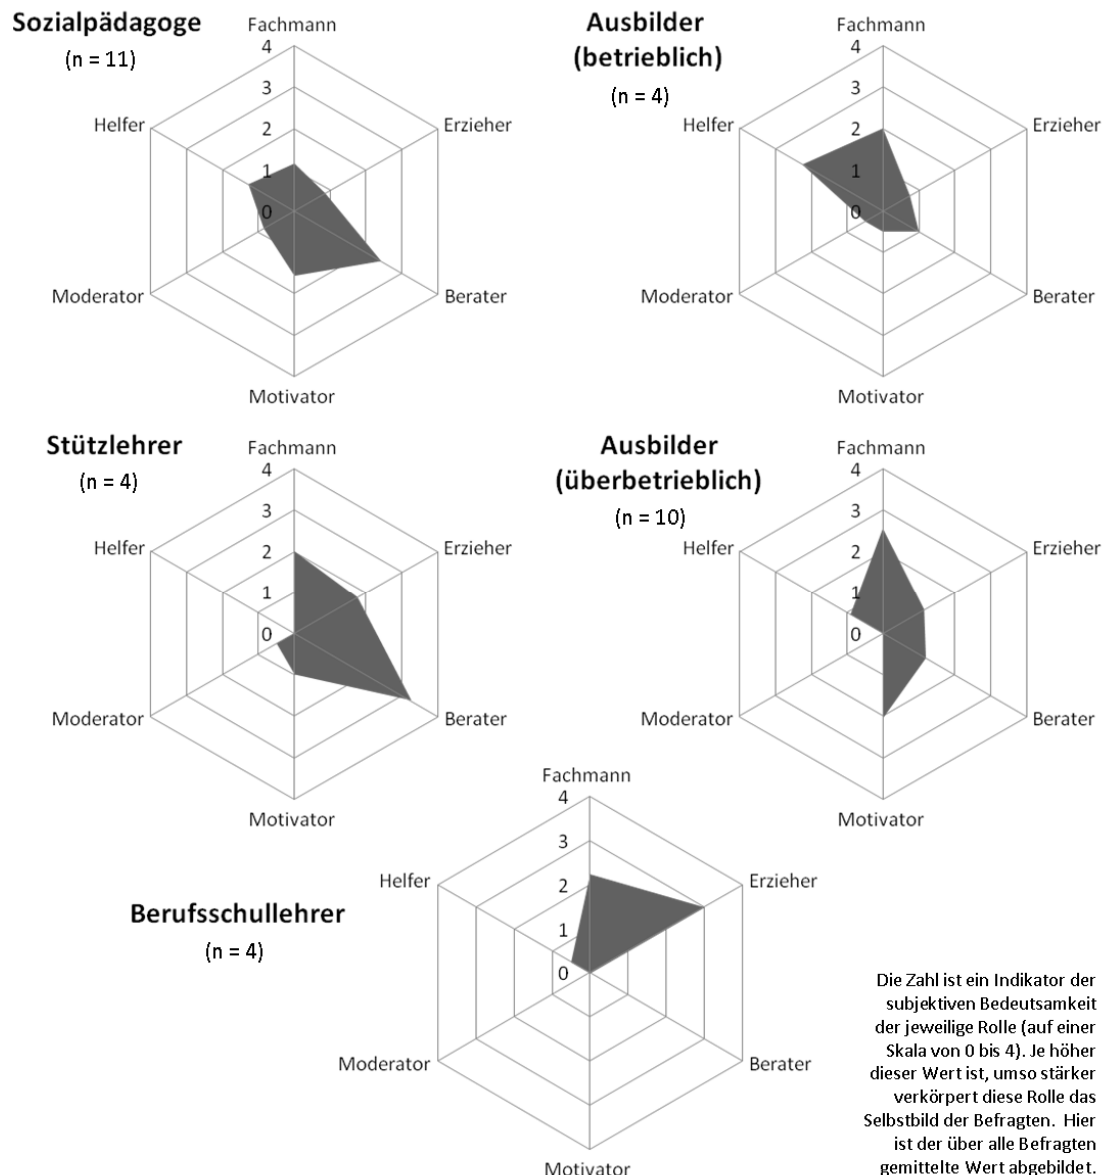 Sozialpädagoge
(n = 11)
Fachmann
4
3
2
1
0
Helfer
Erzieher
Moderator
Berater
Motivator
Ausbilder
(betrieblich)
(n = 4)
Fachmann
4
3
2
1
0
Helfer
Erzieher
Moderator
Berater
Motivator
Stützlehrer
(n = 4)
Fachmann
4
3
2
1
0
Helfer
Erzieher
Moderator
Berater
Motivator
Ausbilder
(überbetrieblich)
(n = 10)
Fachmann
4
3
2
1
0
Helfer
Erzieher
Moderator
Berater
Motivator
Berufsschullehrer
(n = 4)
Fachmann
4
3
2
1
0
Helfer
Erzieher
Moderator
Berater
Motivator
Die Zahl ist ein Indikator der
subjektiven Bedeutsamkeit
der jeweilige Rolle (auf einer
Skala von 0 bis 4). Je höher
dieser Wert ist, umso stärker
verkörpert diese Rolle das
Selbstbild der Befragten. Hier
ist der über alle Befragten
gemittelte Wert abgebildet.